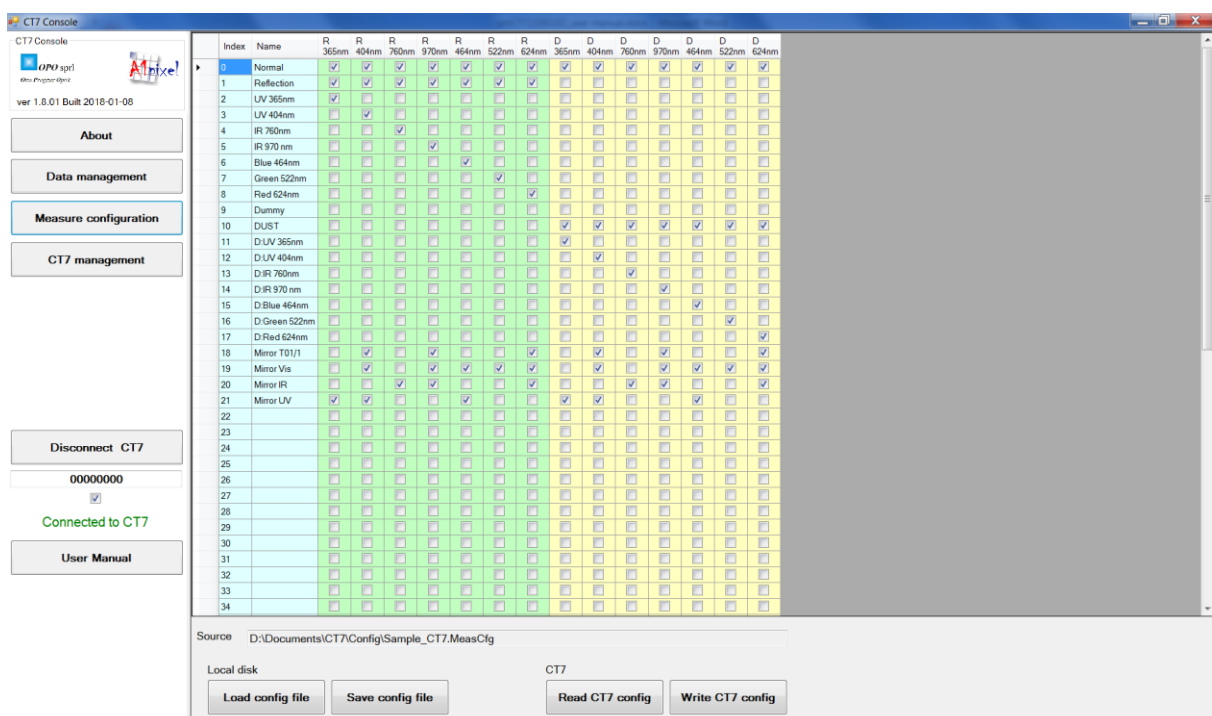 CT7 Console
CT7 Console
OPO sprl
Ateixel
ver 1.8.01 Built 2018-01-08
About
Data management
Measure configuration
CT7 management
Disconnect CT7
00000000
Connected to CT7
User Manual
Index Name R 365nm R 404nm R 760nm R 970nm R 464nm R 522nm R 624nm D 365nm D 404nm D 760nm D 970nm D 464nm D 522nm D 624nm
0 Normal
1 Reflection
2 UV 365nm
3 UV 404nm
4 IR 760nm
5 IR 970 nm
6 Blue 464nm
7 Green 522nm
8 Red 624nm
9 Dummy
10 DUST
11 D:UV 365nm
12 D:UV 404nm
13 D:IR 760nm
14 D:IR 970 nm
15 D:Blue 464nm
16 D:Green 522nm
17 D:Red 624nm
18 Mirror T01/1
19 Mirror Vis
20 Mirror IR
21 Mirror UV
22
23
24
25
26
27
28
29
30
31
32
33
34
Source D:\Documents\CT7\Config\Sample_CT7.MeasCfg
Local disk
CT7
Load config file
Save config file
Read CT7 config
Write CT7 config